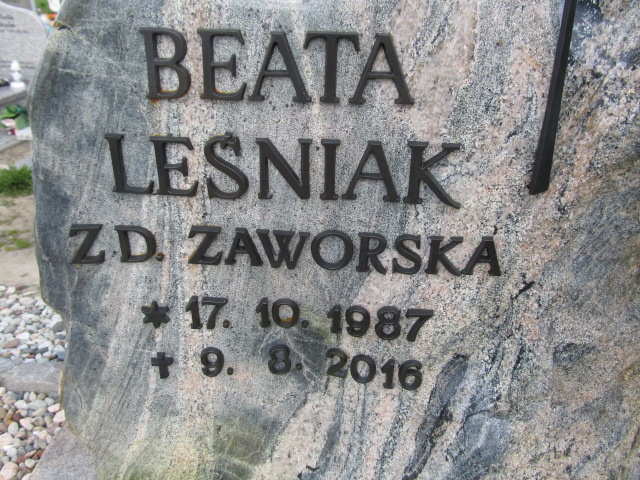 BEATA
LEŚNIAK
Z D. ZAWORSKA
* 17. 10. 1987
✝ 9. 8. 2016